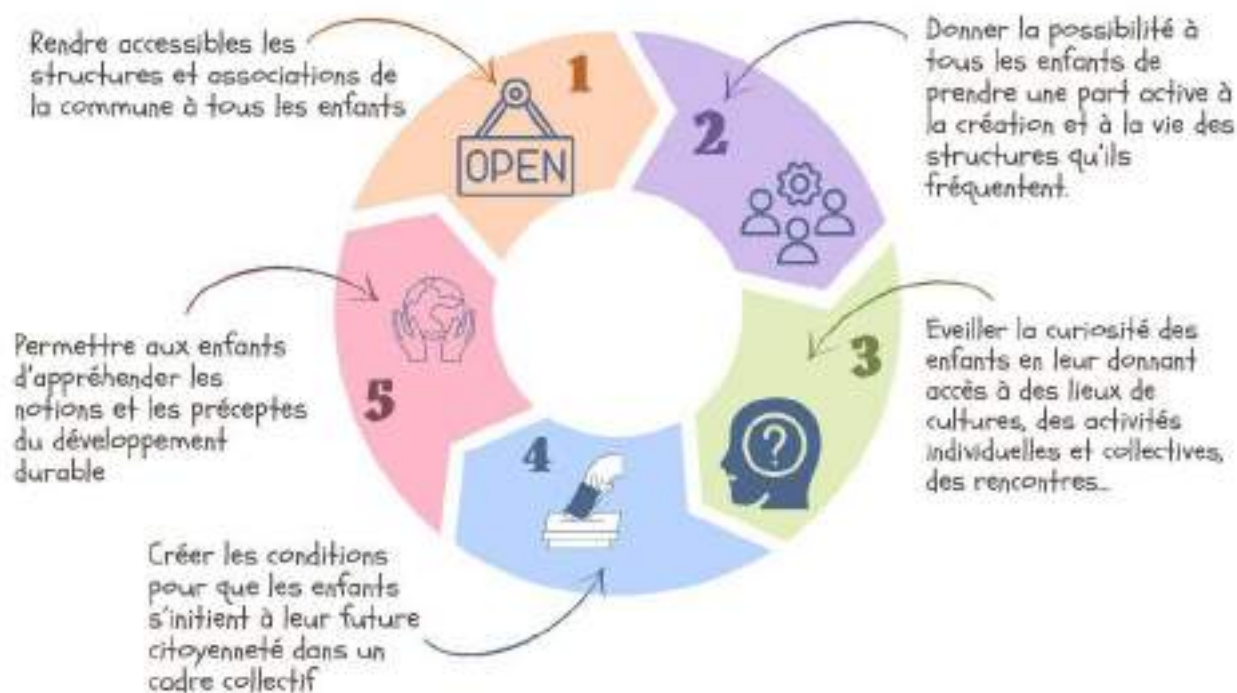 Rendre accessibles les
structures et associations de
la commune à tous les enfants
1
OPEN
2
Donner la possibilité à
tous les enfants de
prendre une part active à
la création et à la vie des
structures qu'ils
fréquentent.
3
?
Eveiller la curiosité des
enfants en leur donnant
accès à des lieux de
cultures, des activités
individuelles et collectives,
des rencontres...
4
Créer les conditions
pour que les enfants
s'initient à leur future
citoyenneté dans un
cadre collectif
5
Permettre aux enfants
d'appréhender les
notions et les préceptes
du développement
durable